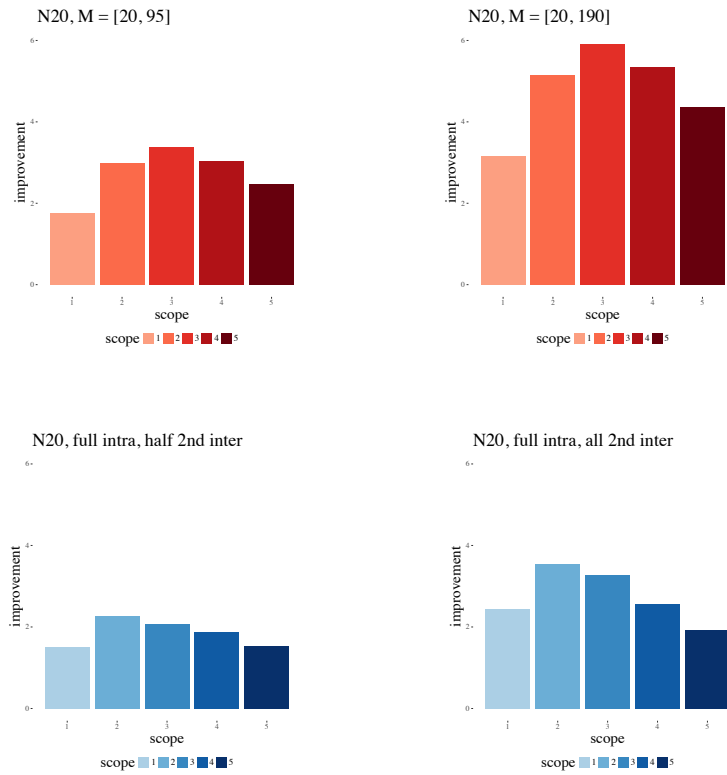 N20, M = [20, 95]
6
4
2
0
improvement
1 2 3 4 5
scope
scope 1 2 3 4 5
N20, M = [20, 190]
6
4
2
0
improvement
1 2 3 4 5
scope
scope 1 2 3 4 5
N20, full intra, half 2nd inter
6
4
2
0
improvement
1 2 3 4 5
scope
scope 1 2 3 4 5
N20, full intra, all 2nd inter
6
4
2
0
improvement
1 2 3 4 5
scope
scope 1 2 3 4 5